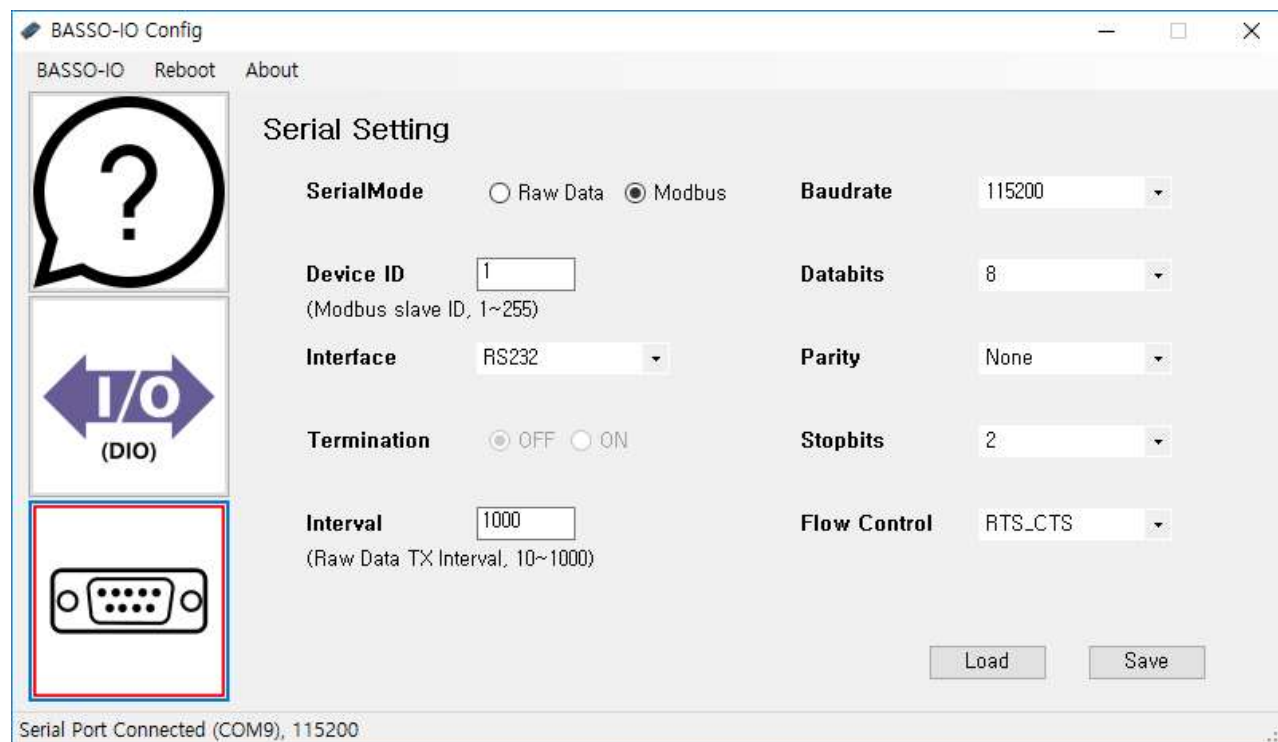 BASSO-IO Config
BASSO-IO Reboot About
?
I/O
(DIO)
Serial Setting
SerialMode Raw Data Modbus Baudrate 115200
Device ID 1 Databits 8
(Modbus slave ID, 1~255)
Interface RS232 Parity None
Termination OFF ON Stopbits 2
Interval 1000 Flow Control RTS_CTS
(Raw Data TX Interval, 10~1000)
Load Save
Serial Port Connected (COM9), 115200